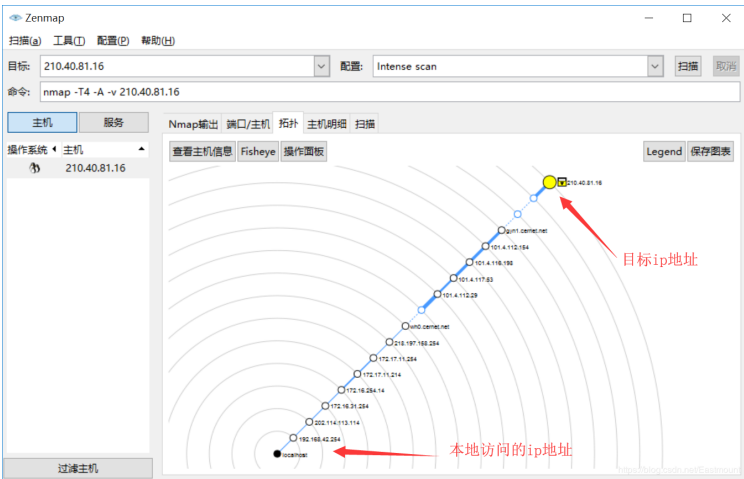 Zenmap
扫描(a) 工具(T) 配置(P) 帮助(H)
目标: 210.40.81.16 配置: Intense scan 扫描 取消
命令: nmap -T4 -A -v 210.40.81.16
主机 服务
操作系统 主机
210.40.81.16
过滤主机
Nmap输出 端口/主机 拓扑 主机明细 扫描
查看主机信息 Fisheye 操作面板 Legend 保存图表
210.40.81.16
目标ip地址
gyn1.cernet.net
101.4.112.154
101.4.116.198
101.4.117.53
101.4.112.29
wh0.cernet.net
218.197.158.254
172.17.11.254
172.17.11.214
172.16.254.14
172.16.31.254
202.114.113.114
192.168.42.254
localhost
本地访问的ip地址
https://blog.csdn.net/Eastmount